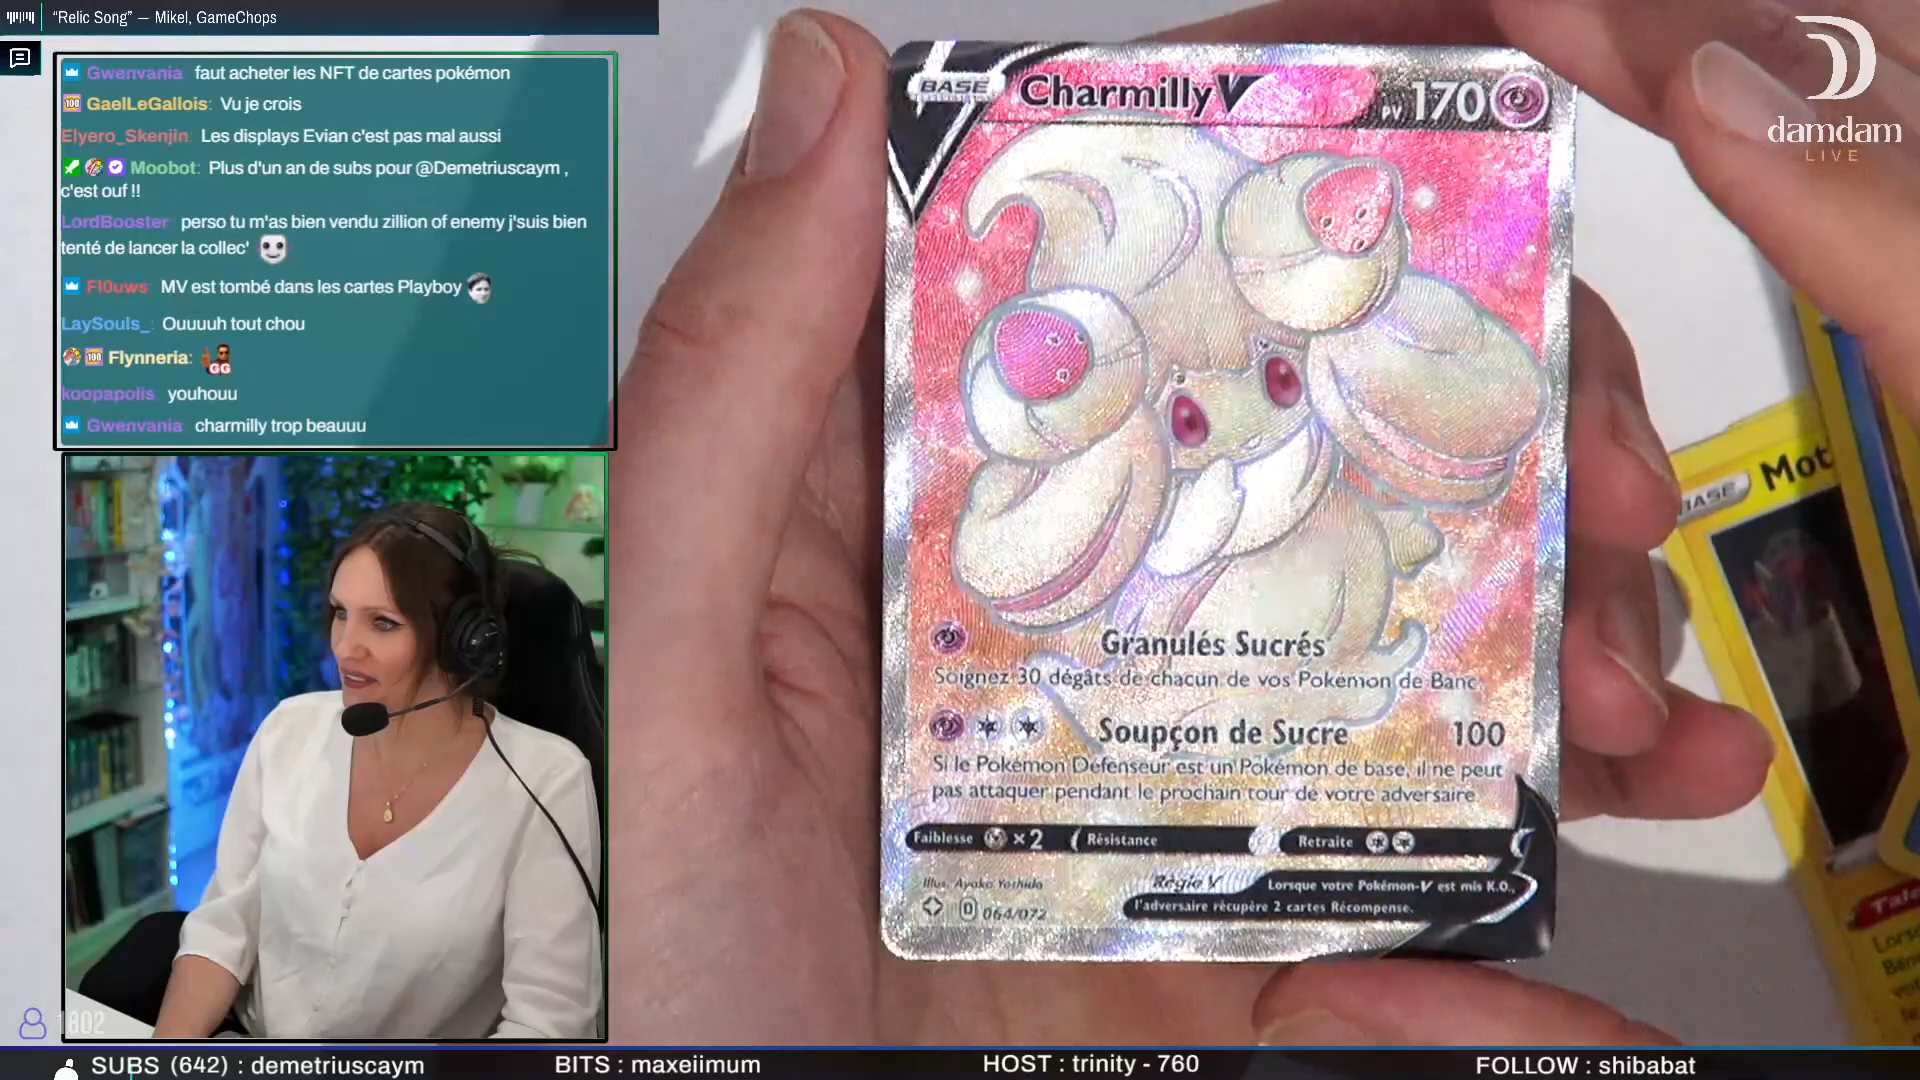 "Relic Song" — Mikel, GameChops
Gwenvania faut acheter les NFT de cartes pokémon
GaelLeGallois: Vu je crois
Elyero_Skenjin: Les displays Evian c'est pas mal aussi
Moobot: Plus d'un an de subs pour @Demetriuscaym ,
c'est ouf !!
LordBooster perso tu m'as bien vendu zillion of enemy j'suis bien
tenté de lancer la collec'
Fl0uws: MV est tombé dans les cartes Playboy
LaySouls_: Ouuuuh tout chou
Flynneria: GG
koopapolis: youhouu
Gwenvania charmilly trop beauuu
1802
damdam
LIVE
BASE
Charmilly V PV 170
Granulés Sucrés
Soignez 30 dégâts de chacun de vos Pokémon de Banc
Soupçon de Sucre 100
Si le Pokémon Défenseur est un Pokémon de base, il ne peut
pas attaquer pendant le prochain tour de votre adversaire.
Faiblesse ×2 Résistance Retraite
Illus. Ayaka Yoshida
D 064/072
Règle V Lorsque votre Pokémon-V est mis K.O.,
l'adversaire récupère 2 cartes Récompense.
BASE Mot
SUBS (642) : demetriuscaym BITS : maxeiimum HOST : trinity - 760 FOLLOW : shibabat